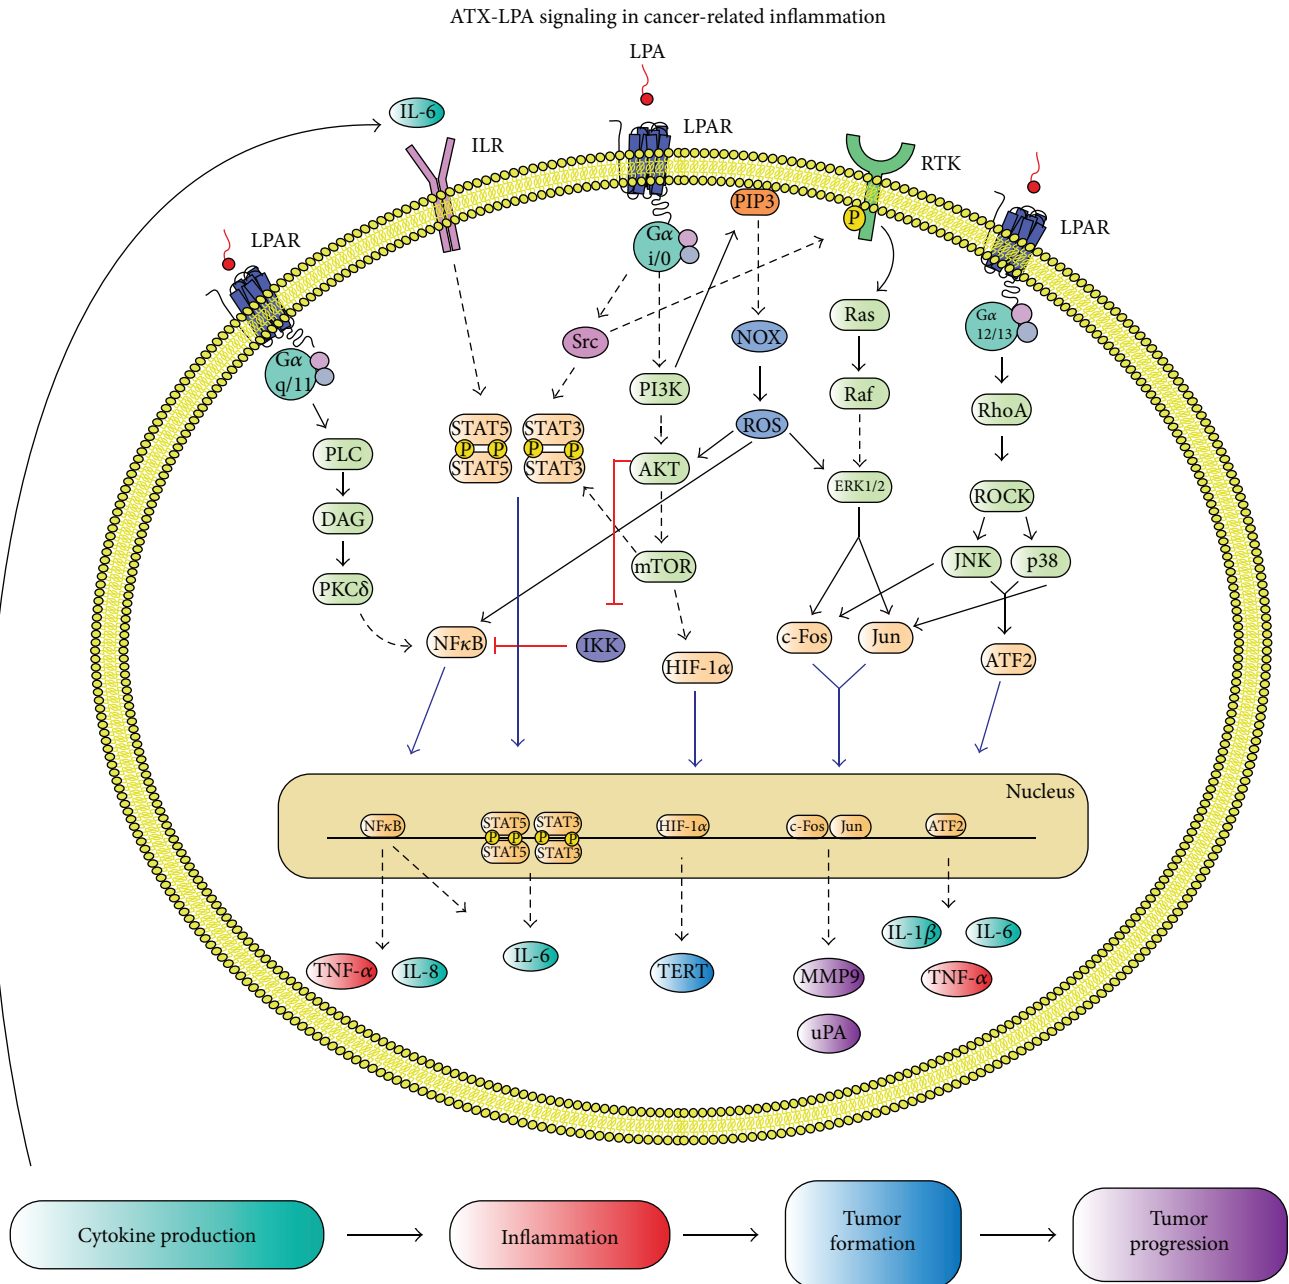 ATX-LPA signaling in cancer-related inflammation
LPA
IL-6
LPAR
ILR
RTK
PIP3
P
LPAR
LPAR
Gα
i/0
Gα
q/11
Gα
12/13
Src
NOX
Ras
PI3K
Raf
RhoA
ROS
STAT5
P P
STAT5
STAT3
P P
STAT3
PLC
AKT
ERK1/2
ROCK
DAG
mTOR
JNK
p38
PKCδ
NFκB
IKK
HIF-1α
c-Fos
Jun
ATF2
Nucleus
NFκB
STAT5
P P
STAT5
STAT3
P P
STAT3
HIF-1α
c-Fos
Jun
ATF2
TNF-α
IL-8
IL-6
TERT
MMP9
uPA
IL-1β
IL-6
TNF-α
Cytokine production
Inflammation
Tumor
formation
Tumor
progression